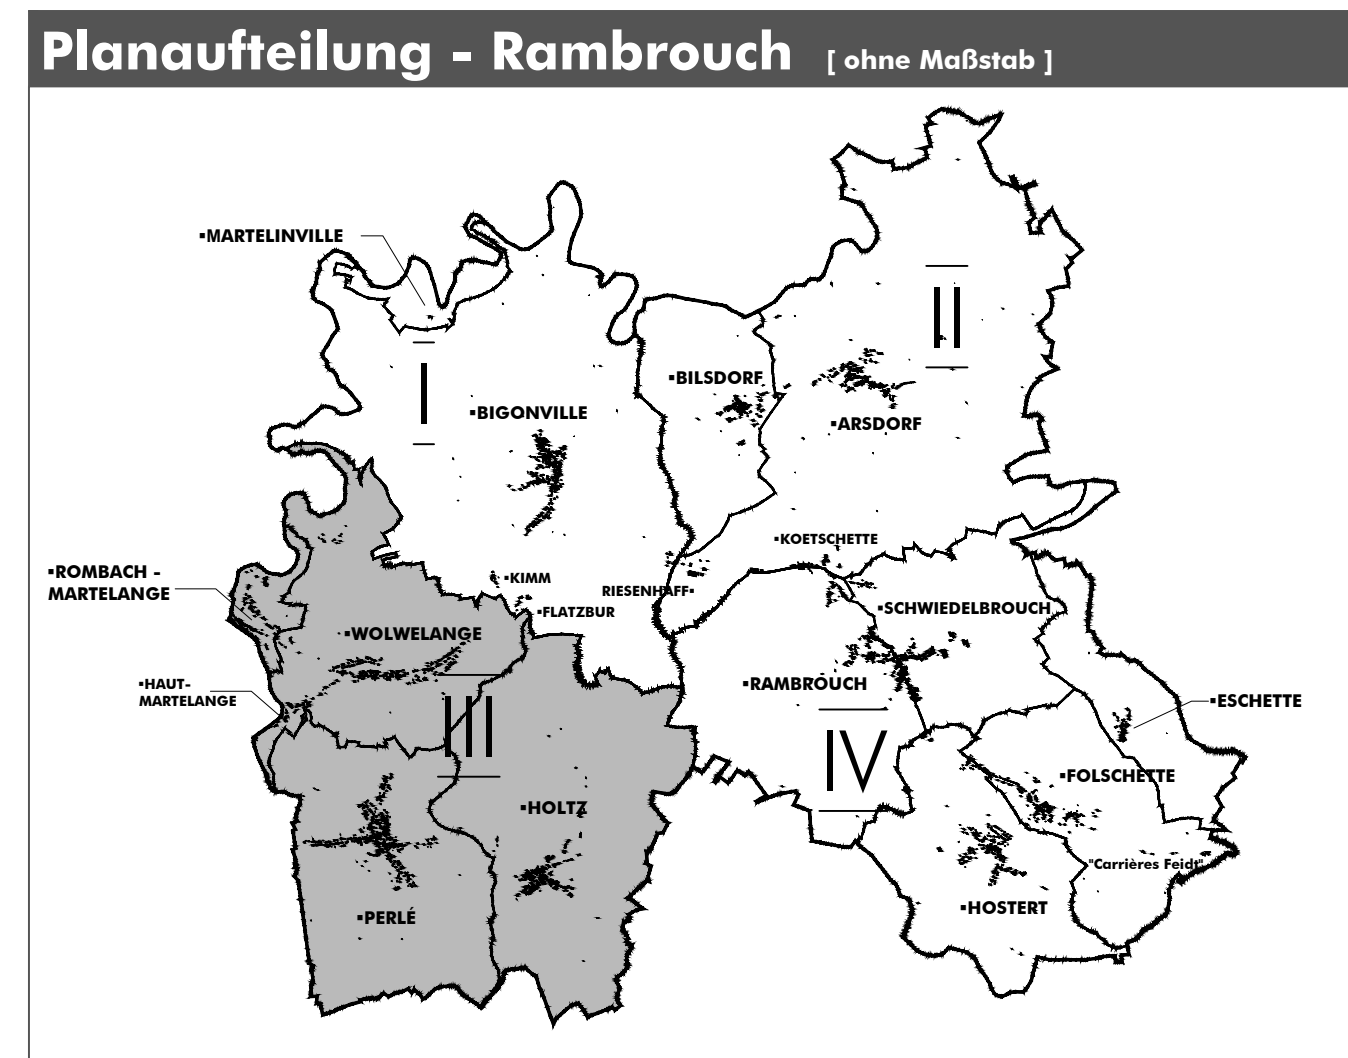 Planaufteilung - Rambrouch [ ohne Maßstab ]
▪MARTELINVILLE
II
I
▪BILSDORF
▪BIGONVILLE
▪ARSDORF
▪KOETSCHETTE
▪ROMBACH -
MARTELANGE
▪KIMM
RIESENHAFF▪
▪FLATZBUR
▪SCHWIEDELBROUCH
▪WOLWELANGE
▪HAUT-
MARTELANGE
▪RAMBROUCH
▪ESCHETTE
III
IV
▪FOLSCHETTE
▪HOLTZ
"Carrières Feidt"
▪HOSTERT
▪PERLÉ